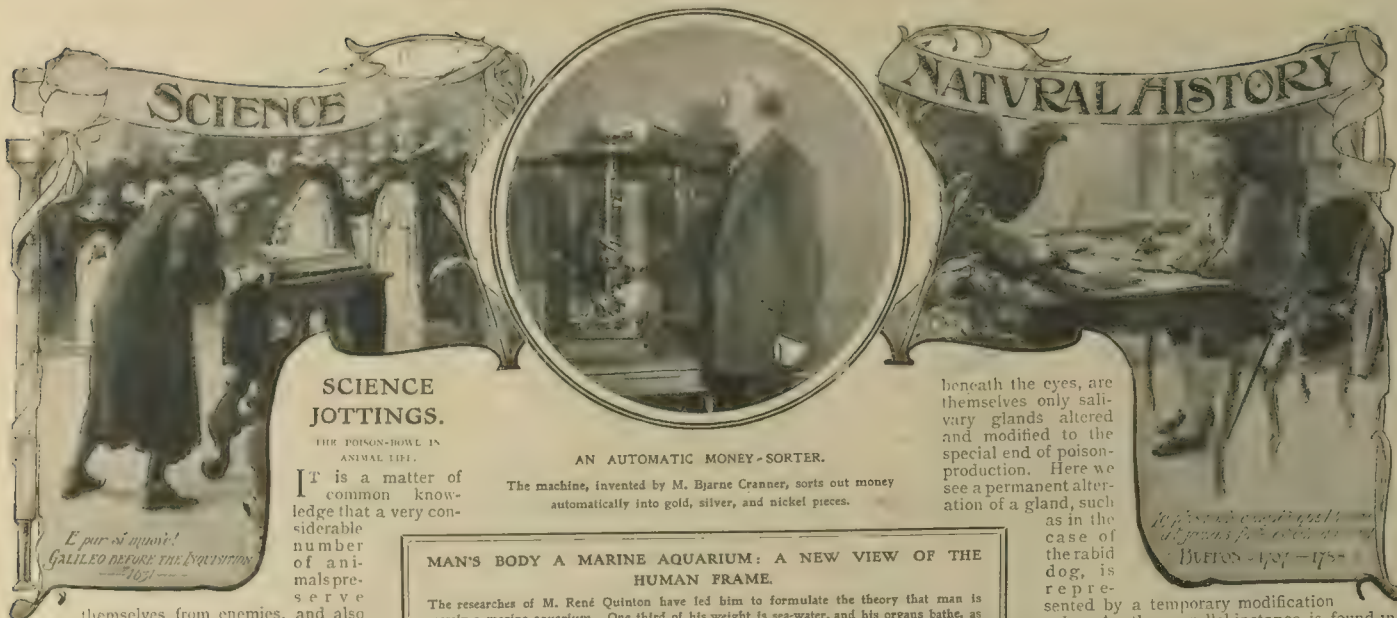 SCIENCE
NATVRAL HISTORY
SCIENCE
JOTTINGS.
THE POISON-BOWL IN
ANIMAL LIFE.
IT is a matter of
common know-
ledge that a very con-
siderable
number
of ani-
mals pre-
serve
themselves from enemies, and also
E pur si muove!
GALILEO BEFORE THE INQUISITION
AN AUTOMATIC MONEY-SORTER.
The machine, invented by M. Bjarne Cranner, sorts out money
automatically into gold, silver, and nickel pieces.
MAN'S BODY A MARINE AQUARIUM: A NEW VIEW OF THE
HUMAN FRAME.
The researches of M. René Quinton have led him to formulate the theory that man is
a marine aquarium. One third of his weight is sea-water, and his organs bathe, as
beneath the eyes, are
themselves only sali-
vary glands altered
and modified to the
special end of poison-
production. Here we
see a permanent alter-
ation of a gland, such
as in the
case of
the rabid
dog, is
repre-
sented by a temporary modification
instance is found in